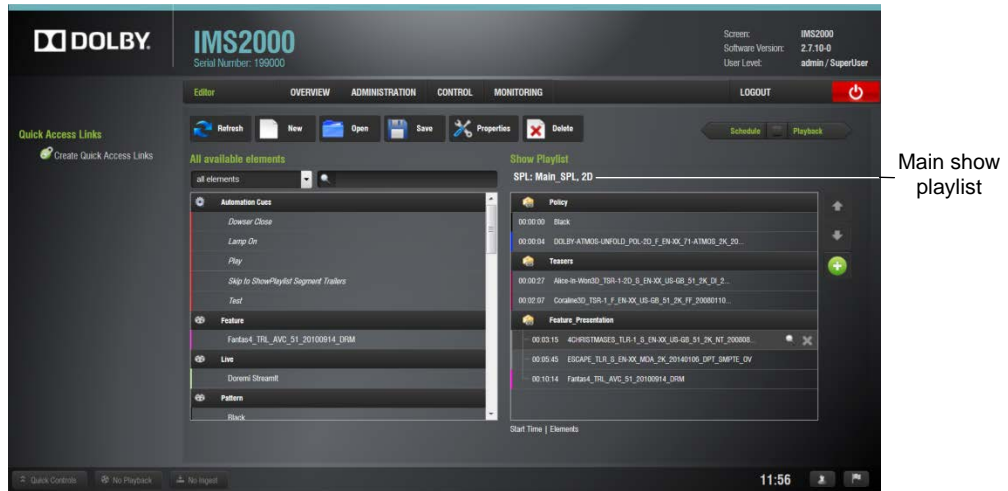 DOLBY.
IMS2000
Serial Number: 199000
Screen: IMS2000
Software Version: 2.7.10-0
User Level: admin / SuperUser
Editor OVERVIEW ADMINISTRATION CONTROL MONITORING LOGOUT
Quick Access Links
Create Quick Access Links
Refresh New Open Save Properties Delete Schedule Playback
All available elements
all elements
Automation Cues
Dowser Close
Lamp On
Play
Skip to ShowPlaylist Segment Trailers
Test
Feature
Fantas4_TRL_AVC_51_20100914_DRM
Live
Doremi StreamIt
Pattern
Black
Show Playlist
SPL: Main_SPL, 2D
Policy
00:00:00 Black
00:00:04 DOLBY-ATMOS-UNFOLD_POL-2D_F_EN-XX_71-ATMOS_2K_20...
Teasers
00:00:27 Alice-in-Won3D_TSR-1-2D_S_EN-XX_US-GB_51_2K_DI_2...
00:02:07 Coraline3D_TSR-1_F_EN-XX_US-GB_51_2K_FF_20080110...
Feature_Presentation
00:03:15 4CHRISTMASES_TLR-1_S_EN-XX_US-GB_51_2K_NT_200808...
00:05:45 ESCAPE_TLR_S_EN-XX_MDA_2K_20140106_DPT_SMPTE_OV
00:10:14 Fantas4_TRL_AVC_51_20100914_DRM
Start Time | Elements
Main show
playlist
Quick Controls No Playback No Ingest 11:56